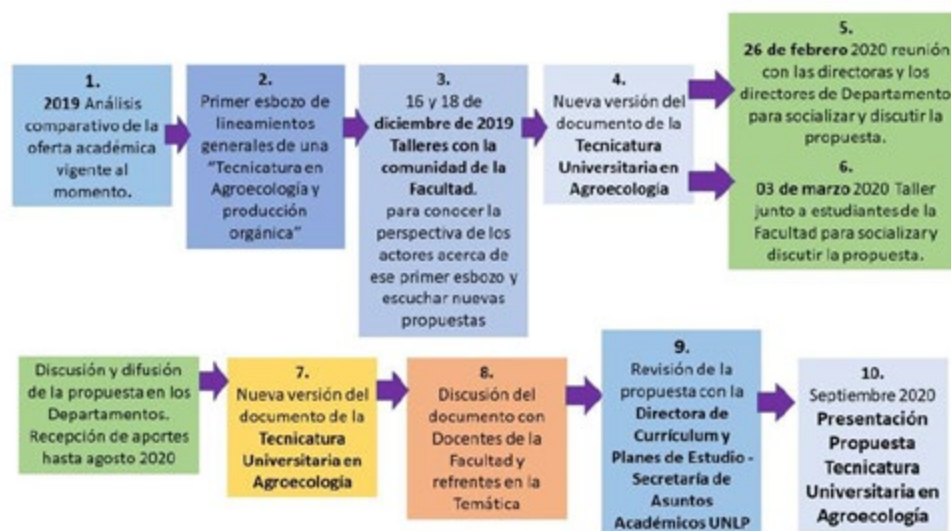 1.
2019 Análisis
comparativo de la
oferta académica
vigente al
momento.
2.
Primer esbozo de
lineamientos
generales de una
“Tecnicatura en
Agroecología y
producción
orgánica”
3.
16 y 18 de
diciembre de 2019
Talleres con la
comunidad de la
Facultad.
para conocer la
perspectiva de los
actores acerca de
ese primer esbozo y
escuchar nuevas
propuestas
4.
Nueva versión del
documento de la
Tecnicatura
Universitaria en
Agroecología
5.
26 de febrero 2020 reunión
con las directoras y los
directores de Departamento
para socializar y discutir la
propuesta.
6.
03 de marzo 2020 Taller
junto a estudiantes de la
Facultad para socializar y
discutir la propuesta.
Discusión y difusión
de la propuesta en los
Departamentos.
Recepción de aportes
hasta agosto 2020
7.
Nueva versión del
documento de la
Tecnicatura
Universitaria en
Agroecología
8.
Discusión del
documento con
Docentes de la
Facultad y
refrentes en la
Temática
9.
Revisión de la
propuesta con la
Directora de
Currículum y
Planes de Estudio -
Secretaría de
Asuntos
Académicos UNLP
10.
Septiembre 2020
Presentación
Propuesta
Tecnicatura
Universitaria en
Agroecología